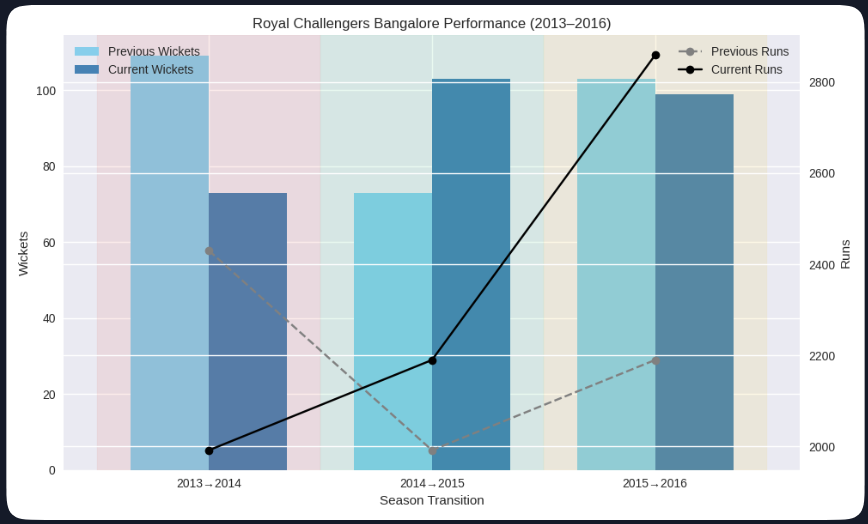 Royal Challengers Bangalore Performance (2013–2016)
Previous Wickets
Current Wickets
Previous Runs
Current Runs
Wickets
100
80
60
40
20
0
2800
2600
2400
2200
2000
Runs
2013→2014
2014→2015
2015→2016
Season Transition